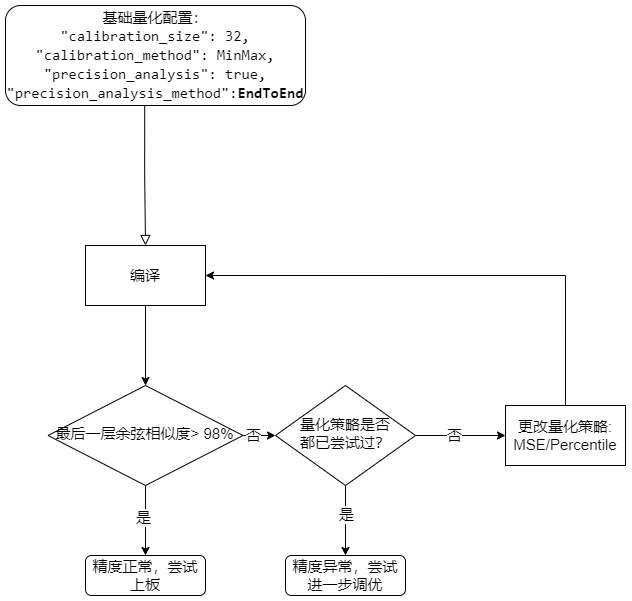 基础量化配置：
"calibration_size": 32,
"calibration_method": MinMax,
"precision_analysis": true,
"precision_analysis_method":EndToEnd
编译
最后一层余弦相似度> 98%
否
量化策略是否
都已尝试过?
否
更改量化策略:
MSE/Percentile
是
是
精度正常，尝试
上板
精度异常，尝试
进一步调优